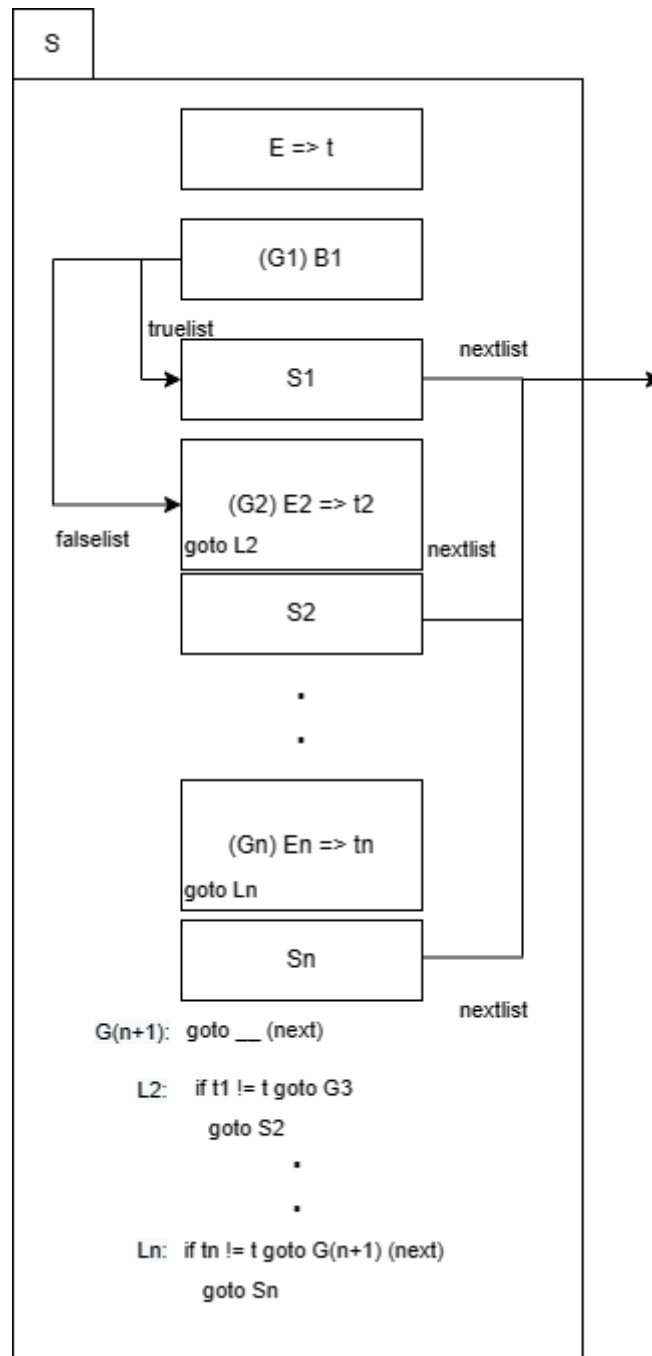 S
E => t
(G1) B1
truelist
nextlist
S1
(G2) E2 => t2
falselist
goto L2
nextlist
S2
(Gn) En => tn
goto Ln
Sn
nextlist
G(n+1): goto __ (next)
L2: if t1 != t goto G3
goto S2
Ln: if tn != t goto G(n+1) (next)
goto Sn